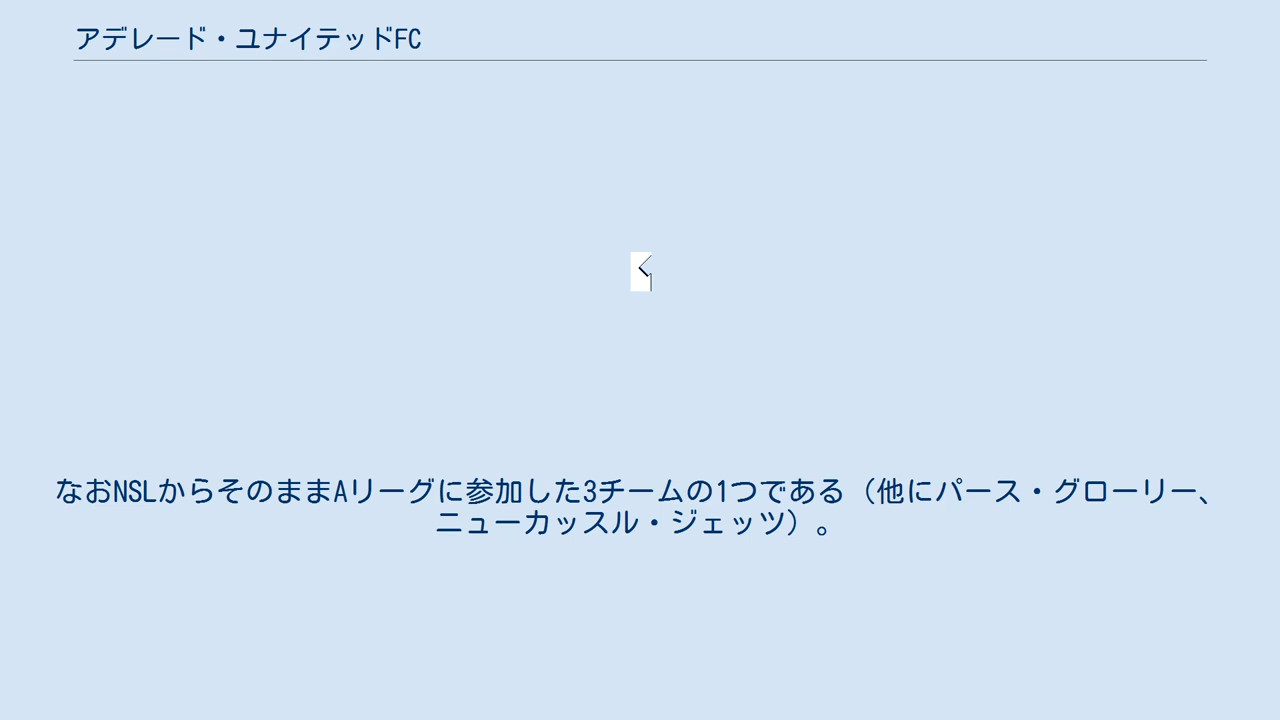 アデレード・ユナイテッドFC
なおNSLからそのままAリーグに参加した3チームの1つである（他にパース・グローリー、
ニューカッスル・ジェッツ）。